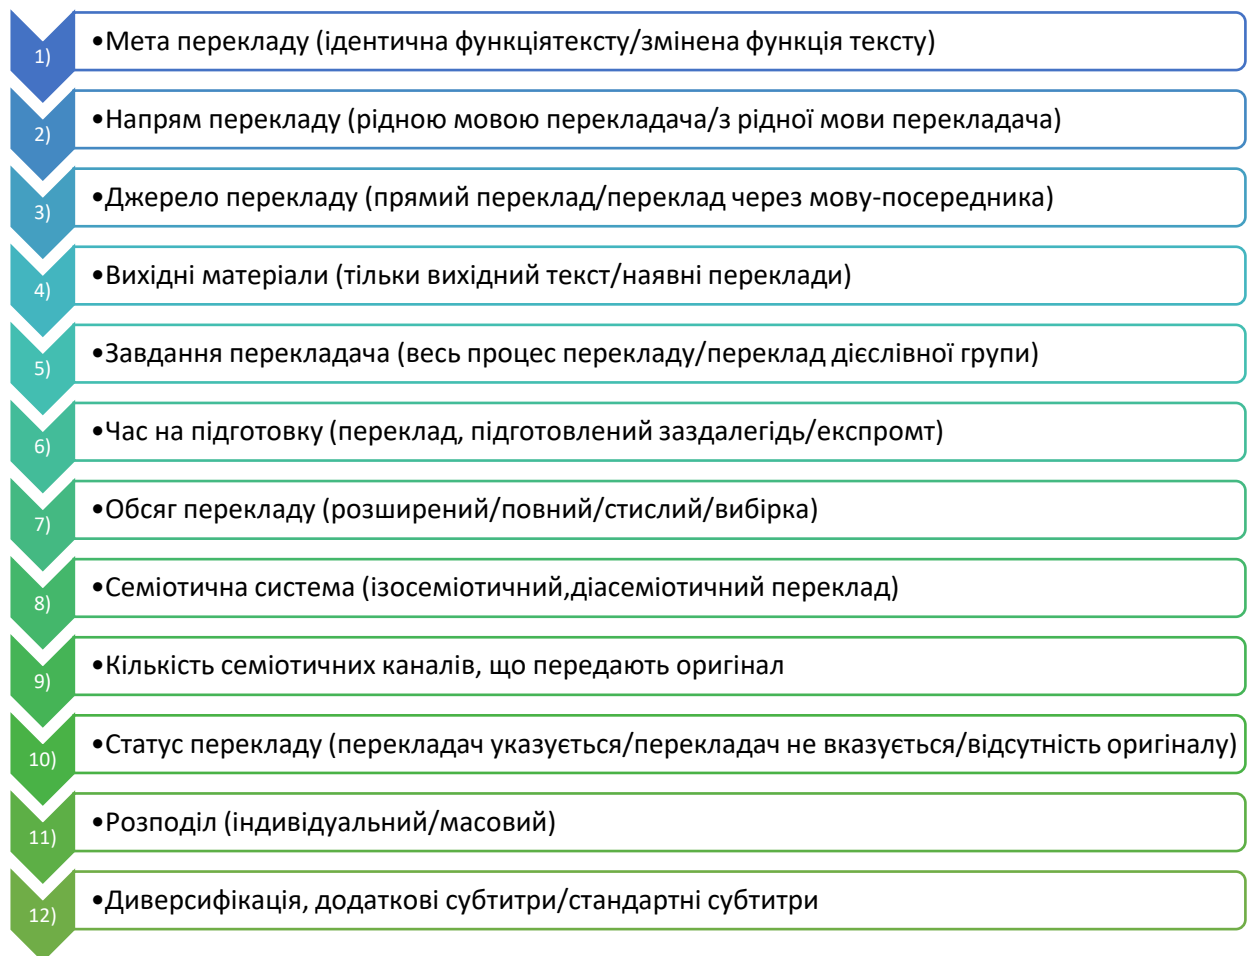 1) •Мета перекладу (ідентична функціятексту/змінена функція тексту)
2) •Напрям перекладу (рідною мовою перекладача/з рідної мови перекладача)
3) •Джерело перекладу (прямий переклад/переклад через мову-посередника)
4) •Вихідні матеріали (тільки вихідний текст/наявні переклади)
5) •Завдання перекладача (весь процес перекладу/переклад дієслівної групи)
6) •Час на підготовку (переклад, підготовлений заздалегідь/експромт)
7) •Обсяг перекладу (розширений/повний/стислий/вибірка)
8) •Семіотична система (ізосеміотичний,діасеміотичний переклад)
9) •Кількість семіотичних каналів, що передають оригінал
10) •Статус перекладу (перекладач указується/перекладач не вказується/відсутність оригіналу)
11) •Розподіл (індивідуальний/масовий)
12) •Диверсифікація, додаткові субтитри/стандартні субтитри